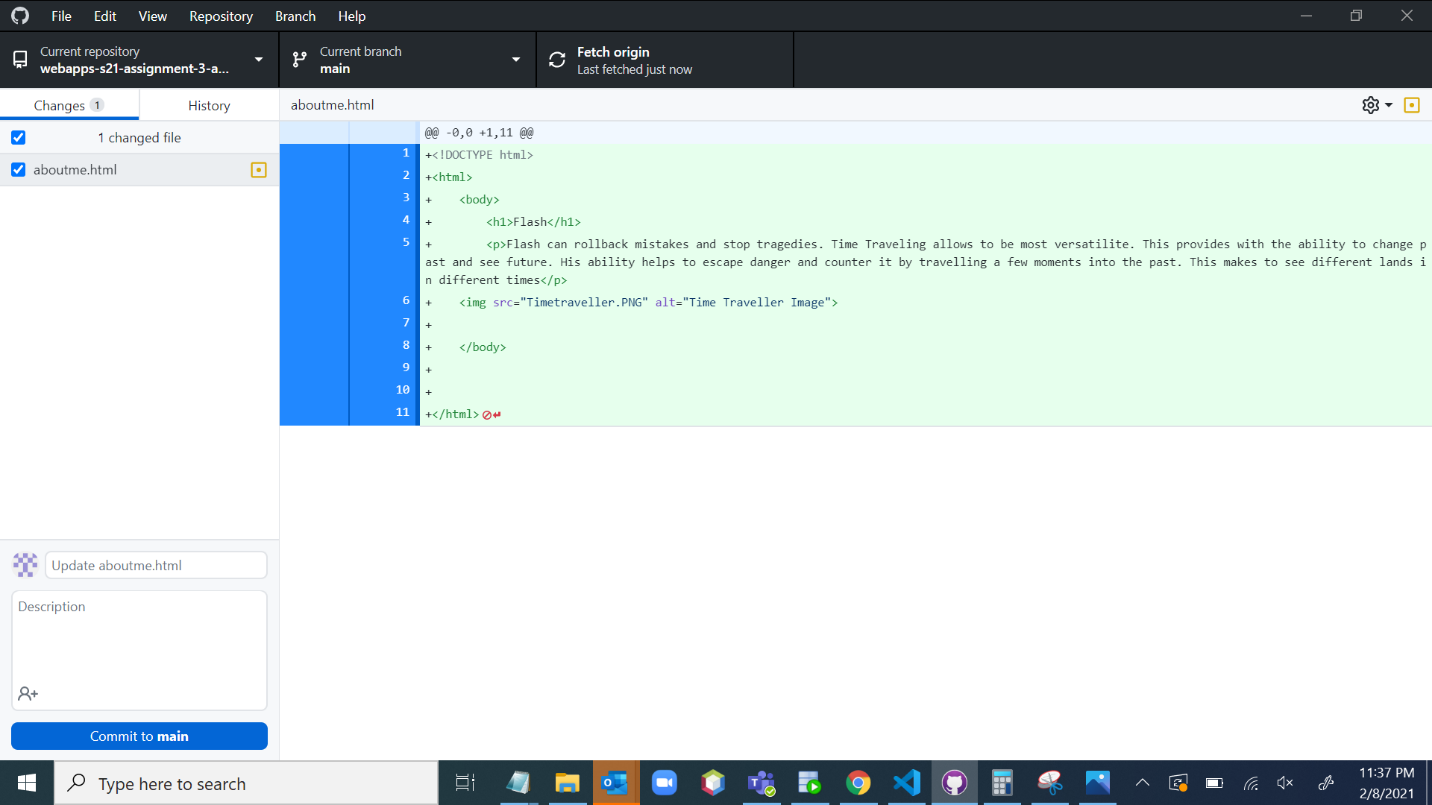 File Edit View Repository Branch Help
Current repository
webapps-s21-assignment-3-a...
Current branch
main
Fetch origin
Last fetched just now
Changes 1 History
aboutme.html
1 changed file
aboutme.html
@@ -0,0 +1,11 @@
1 +<!DOCTYPE html>
2 +<html>
3 +    <body>
4 +        <h1>Flash</h1>
5 +        <p>Flash can rollback mistakes and stop tragedies. Time Traveling allows to be most versatilite. This provides with the ability to change p
ast and see future. His ability helps to escape danger and counter it by travelling a few moments into the past. This makes to see different lands i
n different times</p>
6 +    <img src="Timetraveller.PNG" alt="Time Traveller Image">
7 +
8 +    </body>
9 +
10 +
11 +</html>
Update aboutme.html
Description
Commit to main
Type here to search
11:37 PM
2/8/2021